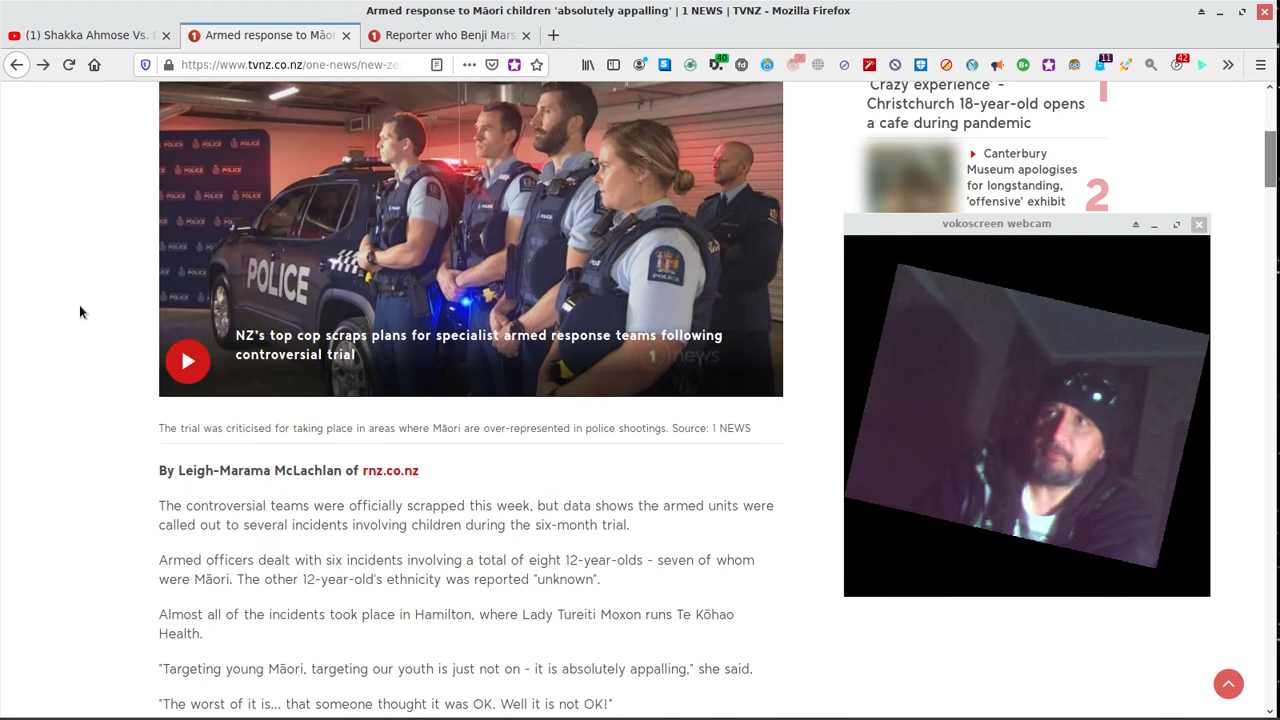 Armed response to Māori children 'absolutely appalling' | 1 NEWS | TVNZ - Mozilla Firefox
(1) Shakka Ahmose Vs. D
Armed response to Māor
Reporter who Benji Mars
https://www.tvnz.co.nz/one-news/new-ze
40
11
42
POLICE
POLICE
POLICE
NZ's top cop scraps plans for specialist armed response teams following
controversial trial
1 news
The trial was criticised for taking place in areas where Māori are over-represented in police shootings. Source: 1 NEWS
By Leigh-Marama McLachlan of rnz.co.nz
The controversial teams were officially scrapped this week, but data shows the armed units were
called out to several incidents involving children during the six-month trial.
Armed officers dealt with six incidents involving a total of eight 12-year-olds - seven of whom
were Māori. The other 12-year-old's ethnicity was reported "unknown".
Almost all of the incidents took place in Hamilton, where Lady Tureiti Moxon runs Te Kōhao
Health.
"Targeting young Māori, targeting our youth is just not on - it is absolutely appalling," she said.
"The worst of it is... that someone thought it was OK. Well it is not OK!"
'Crazy experience' -
Christchurch 18-year-old opens
a cafe during pandemic
1
Canterbury
Museum apologises
for longstanding,
'offensive' exhibit
2
vokoscreen webcam